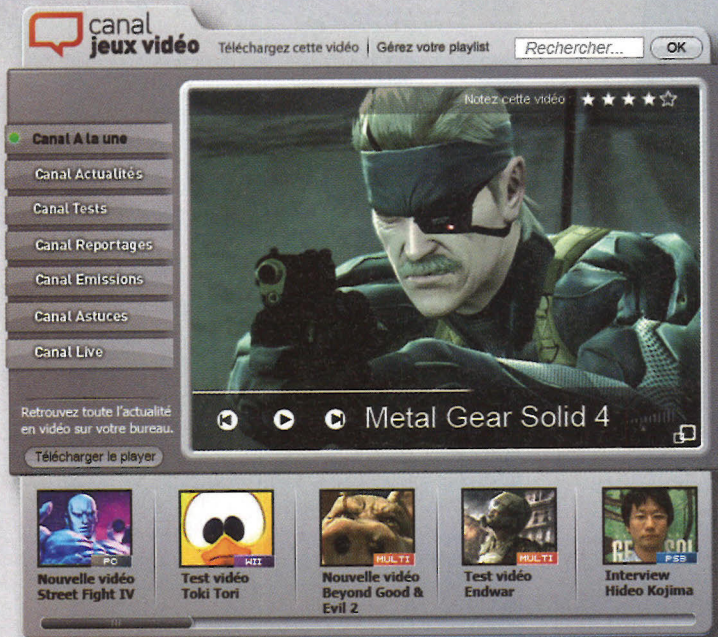 canal
jeux vidéo
Téléchargez cette vidéo | Gérez votre playlist
Rechercher...
OK
Notez cette vidéo
Canal A la une
Canal Actualités
Canal Tests
Canal Reportages
Canal Emissions
Canal Astuces
Canal Live
Retrouvez toute l'actualité
en vidéo sur votre bureau.
Télécharger le player
Metal Gear Solid 4
PC
WII
MULTI
MULTI
PS3
Nouvelle vidéo
Street Fight IV
Test vidéo
Toki Tori
Nouvelle vidéo
Beyond Good &
Evil 2
Test vidéo
Endwar
Interview
Hideo Kojima